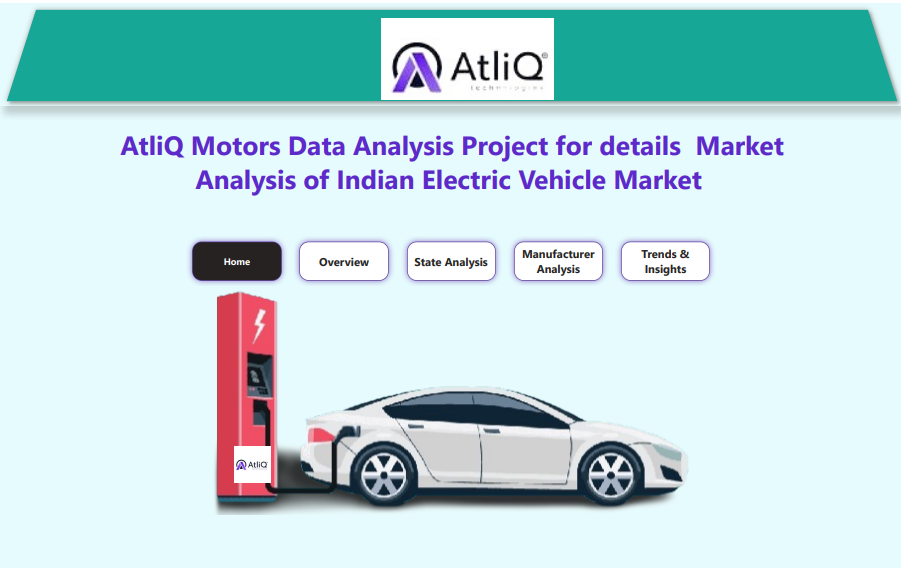 AtliQ
technologies
AtliQ Motors Data Analysis Project for details Market
Analysis of Indian Electric Vehicle Market
Home
Overview
State Analysis
Manufacturer
Analysis
Trends &
Insights
AtliQ